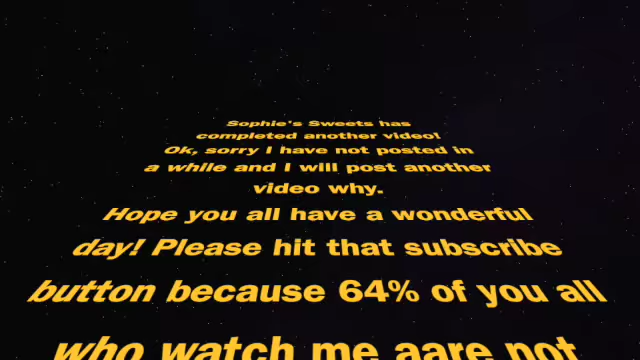 Sophie's Sweets has
completed another video!
Ok, sorry I have not posted in
a while and I will post another
video why.
Hope you all have a wonderful
day! Please hit that subscribe
button because 64% of you all
who watch me aare not